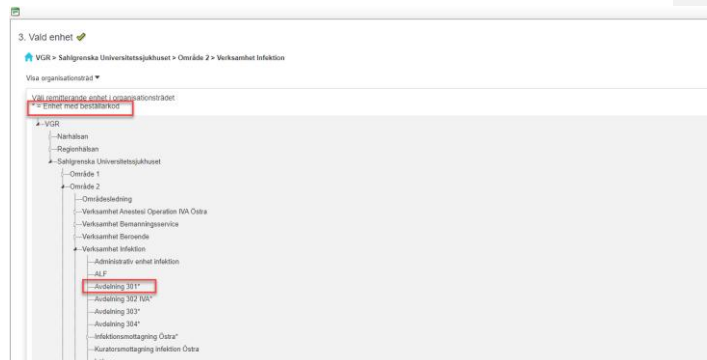 3. Vald enhet
VGR > Sahlgrenska Universitetssjukhuset > Område 2 > Verksamhet Infektion
Visa organisationsträd
Välj remitterande enhet i organisationsträdet
* = Enhet med beställarkod
VGR
Närhälsan
Regionhälsan
Sahlgrenska Universitetssjukhuset
Område 1
Område 2
Områdesledning
Verksamhet Anestesi Operation IVA Östra
Verksamhet Bemanningsservice
Verksamhet Beroende
Verksamhet Infektion
Administrativ enhet infektion
ALF
Avdelning 301*
Avdelning 302 IVA*
Avdelning 303*
Avdelning 304*
Infektionsmottagning Östra*
Kuratorsmottagning Infektion Östra